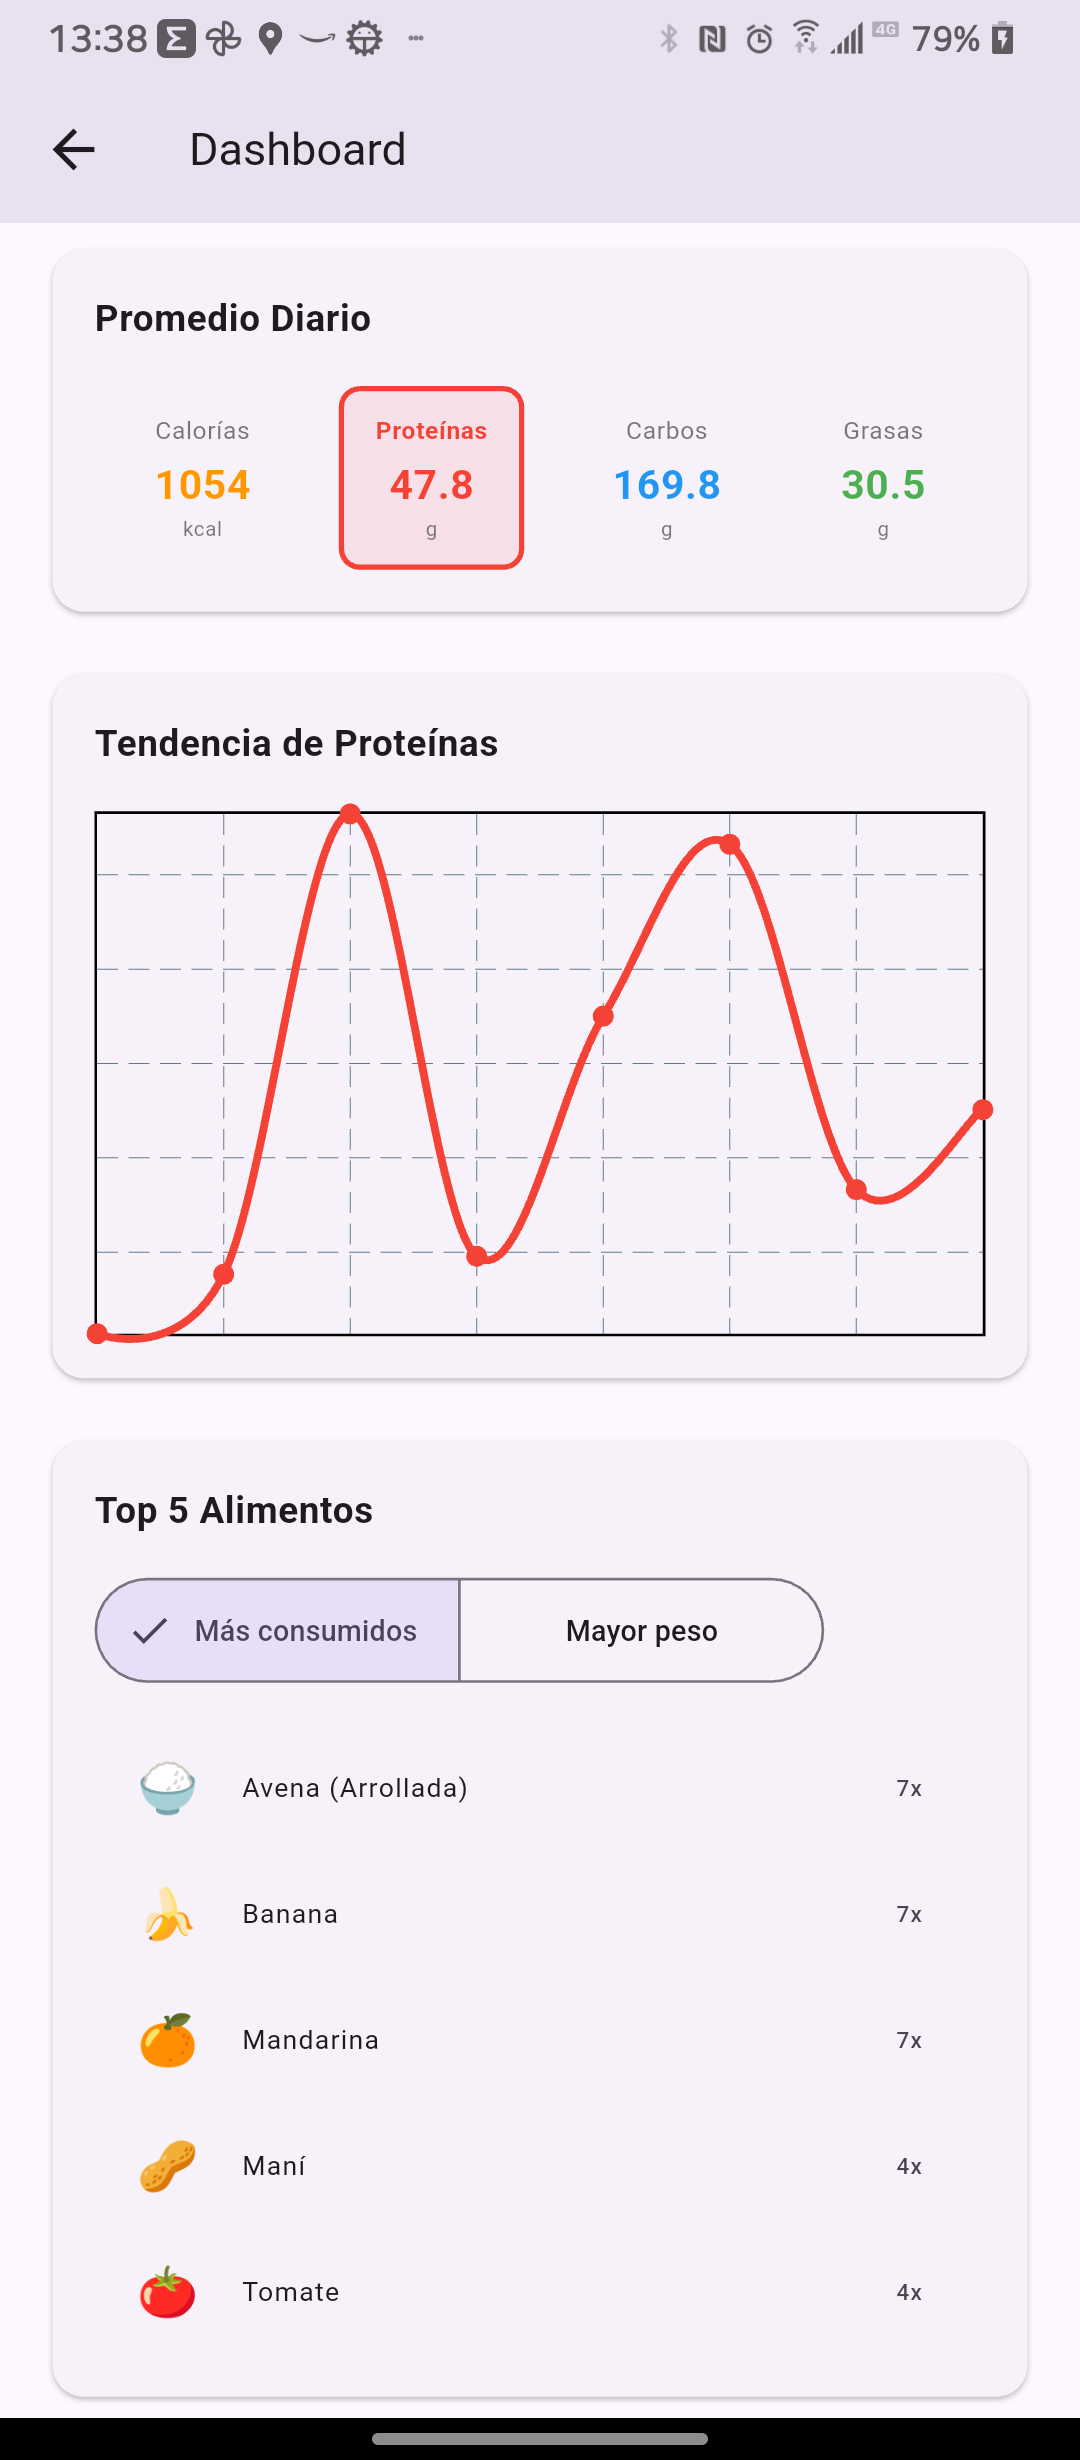 13:38 4G 79%
Dashboard
Promedio Diario
Calorías Proteínas Carbos Grasas
1054 47.8 169.8 30.5
kcal g g g
Tendencia de Proteínas
Top 5 Alimentos
Más consumidos Mayor peso
Avena (Arrollada) 7x
Banana 7x
Mandarina 7x
Maní 4x
Tomate 4x